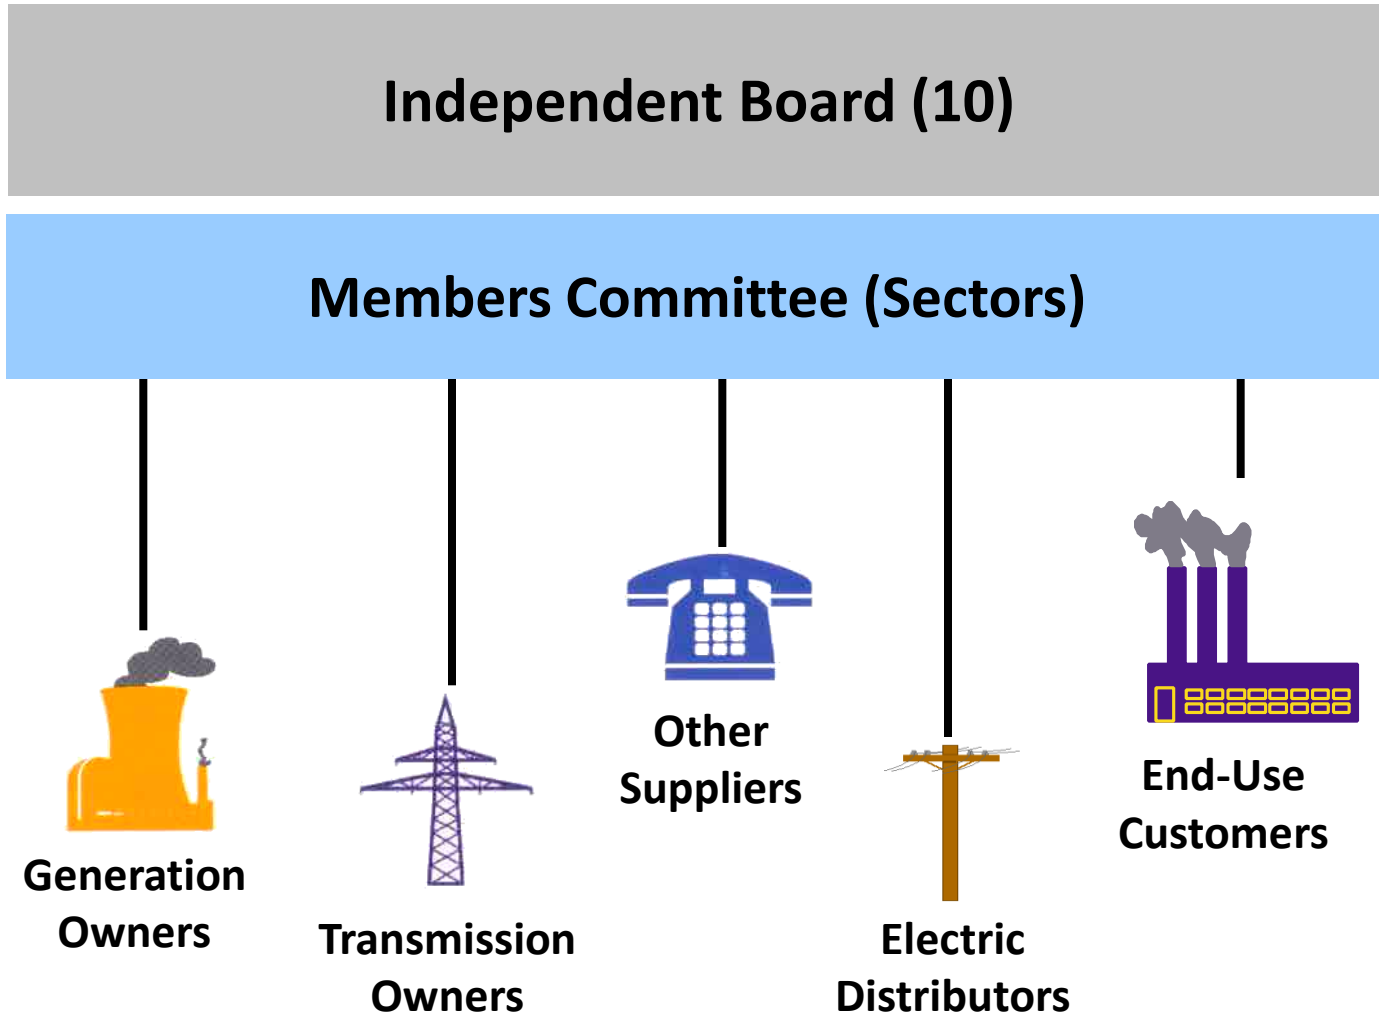 Independent Board (10)
Members Committee (Sectors)
Generation
Owners
Transmission
Owners
Other
Suppliers
Electric
Distributors
End-Use
Customers